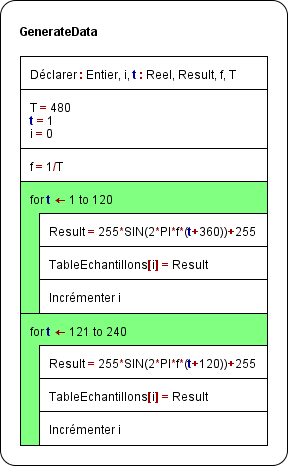 GenerateData
Déclarer : Entier, i, t : Reel, Result, f, T
T = 480
t = 1
i = 0
f = 1/T
for t ← 1 to 120
Result = 255*SIN(2*PI*f*(t+360))+255
TableEchantillons[i] = Result
Incrémenter i
for t ← 121 to 240
Result = 255*SIN(2*PI*f*(t+120))+255
TableEchantillons[i] = Result
Incrémenter i